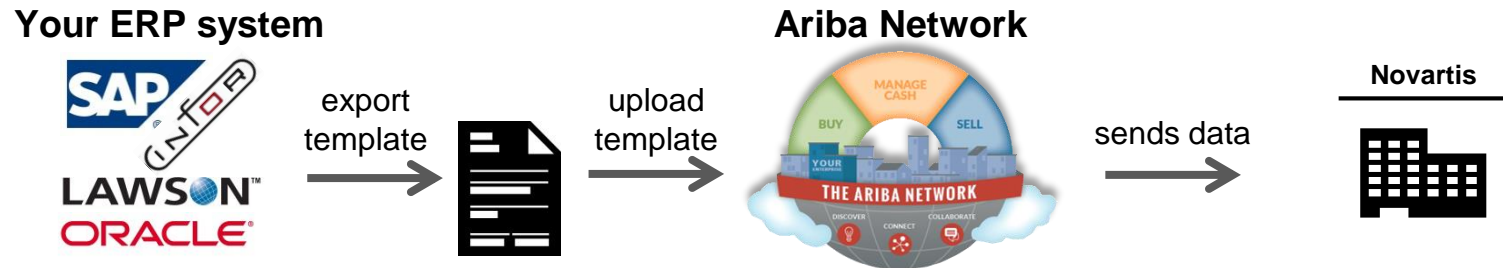 Your ERP system
Ariba Network
Novartis
SAP
infor
LAWSON™
ORACLE®
export
template
upload
template
MANAGE
CASH
BUY
SELL
YOUR
ENTERPRISE
THE ARIBA NETWORK
DISCOVER
CONNECT
COLLABORATE
sends data